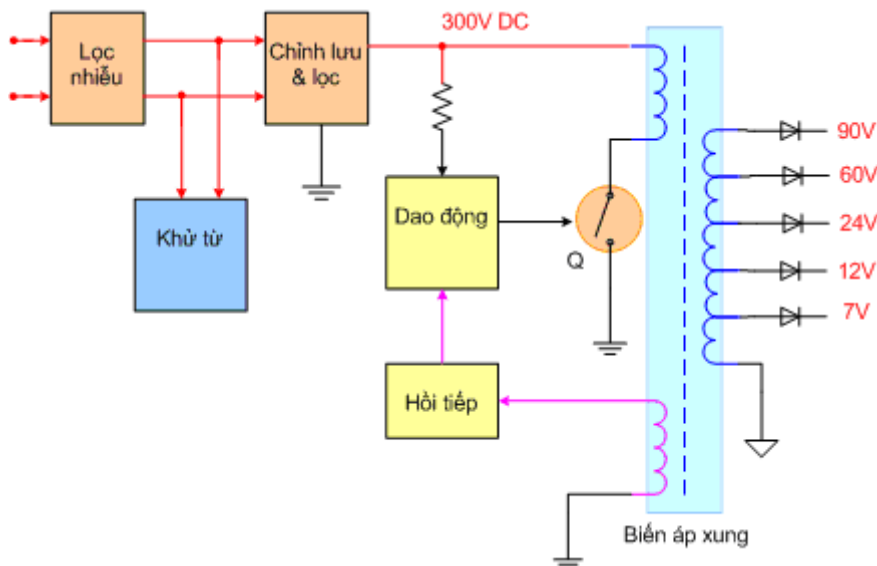 300V DC
Lọc
nhiễu
Chỉnh lưu
& lọc
Khử từ
Dao động
Q
90V
60V
24V
12V
7V
Hồi tiếp
Biến áp xung